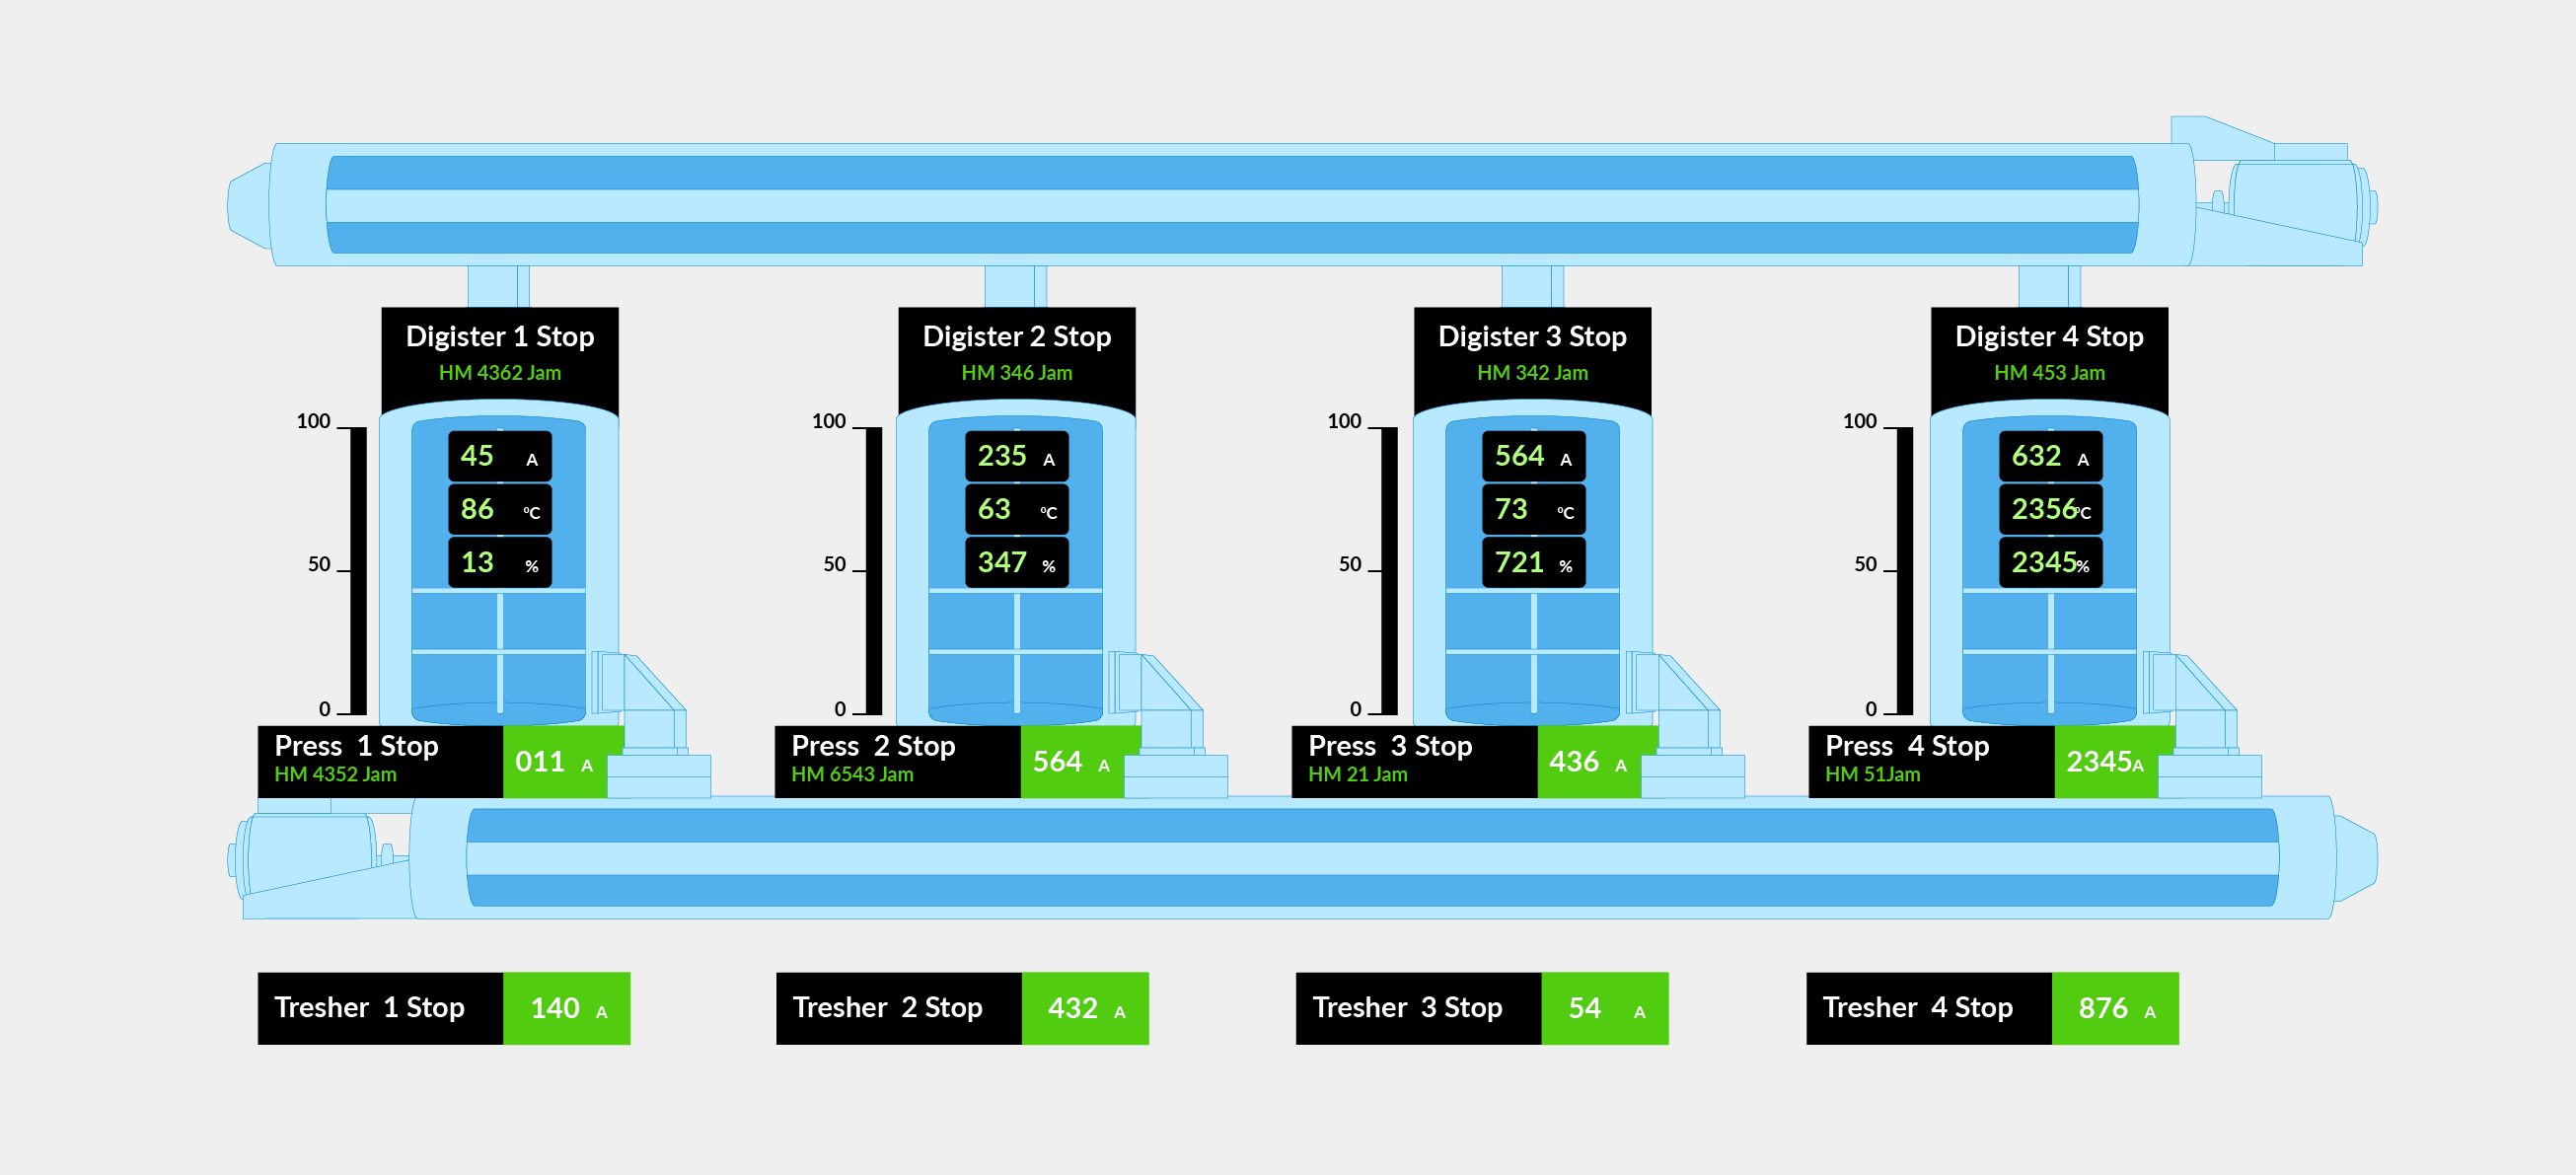 Digister 1 Stop
HM 4362 Jam
Digister 2 Stop
HM 346 Jam
Digister 3 Stop
HM 342 Jam
Digister 4 Stop
HM 453 Jam
100
50
0
45 A
86 ºC
13 %
100
50
0
235 A
63 ºC
347 %
100
50
0
564 A
73 ºC
721 %
100
50
0
632 A
2356ºC
2345%
Press 1 Stop
HM 4352 Jam
011 A
Press 2 Stop
HM 6543 Jam
564 A
Press 3 Stop
HM 21 Jam
436 A
Press 4 Stop
HM 51Jam
2345A
Tresher 1 Stop
140 A
Tresher 2 Stop
432 A
Tresher 3 Stop
54 A
Tresher 4 Stop
876 A